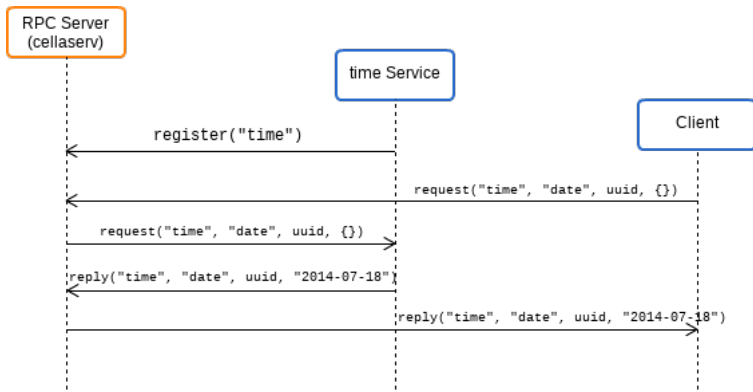 RPC Server
(cellaserv)
time Service
Client
register("time")
request("time", "date", uuid, {})
request("time", "date", uuid, {})
reply("time", "date", uuid, "2014-07-18")
reply("time", "date", uuid, "2014-07-18")